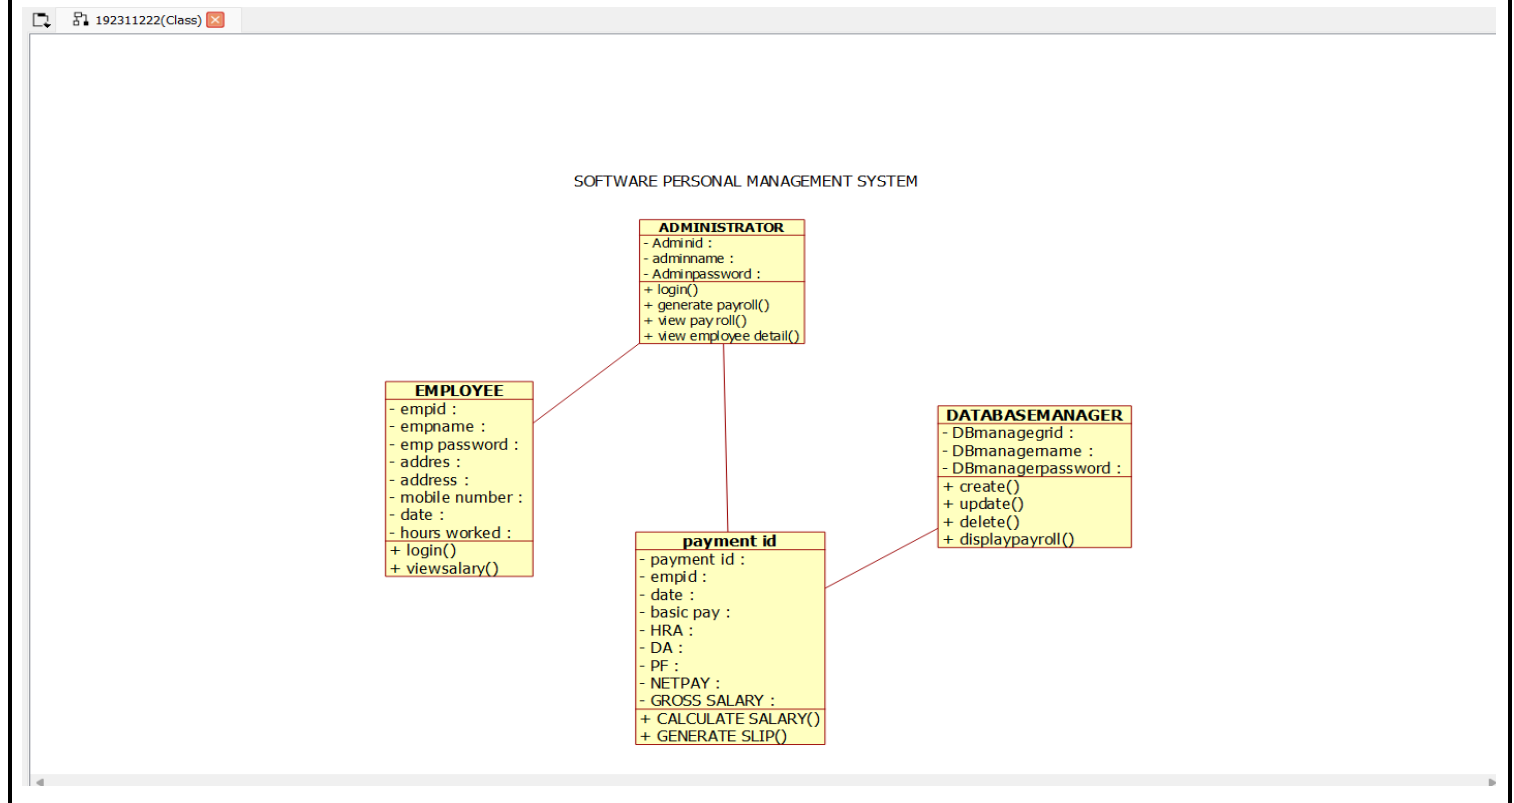 192311222(Class)
SOFTWARE PERSONAL MANAGEMENT SYSTEM
ADMINISTRATOR
- Adminid :
- adminname :
- Adminpassword :
+ login()
+ generate payroll()
+ view payroll()
+ view employee detail()
EMPLOYEE
- empid :
- empname :
- emp password :
- addres :
- address :
- mobile number :
- date :
- hours worked :
+ login()
+ viewsalary()
DATABASEMANAGER
- DBmanagegrid :
- DBmanagername :
- DBmanagerpassword :
+ create()
+ update()
+ delete()
+ displaypayroll()
payment id
- payment id :
- empid :
- date :
- basic pay :
- HRA :
- DA :
- PF :
- NETPAY :
- GROSS SALARY :
+ CALCULATE SALARY()
+ GENERATE SLIP()